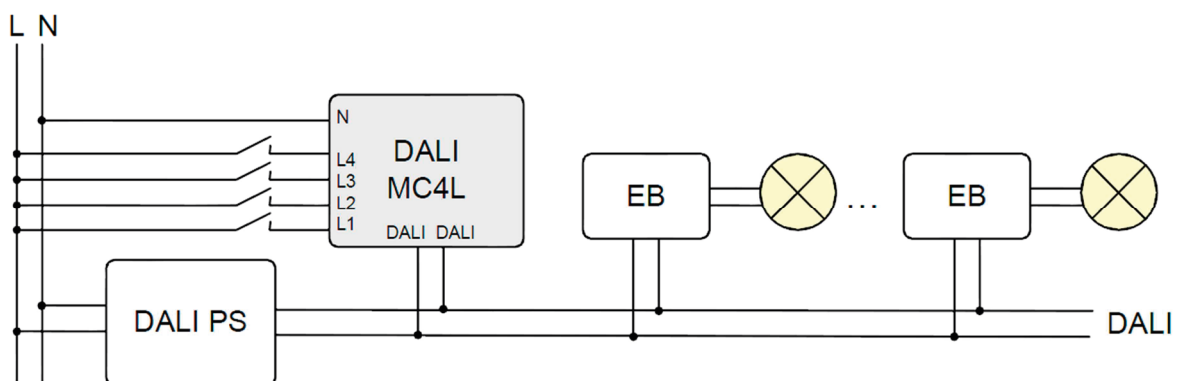 L N
N
L4
L3
L2
L1
DALI
MC4L
DALI DALI
EB
...
EB
DALI PS
DALI